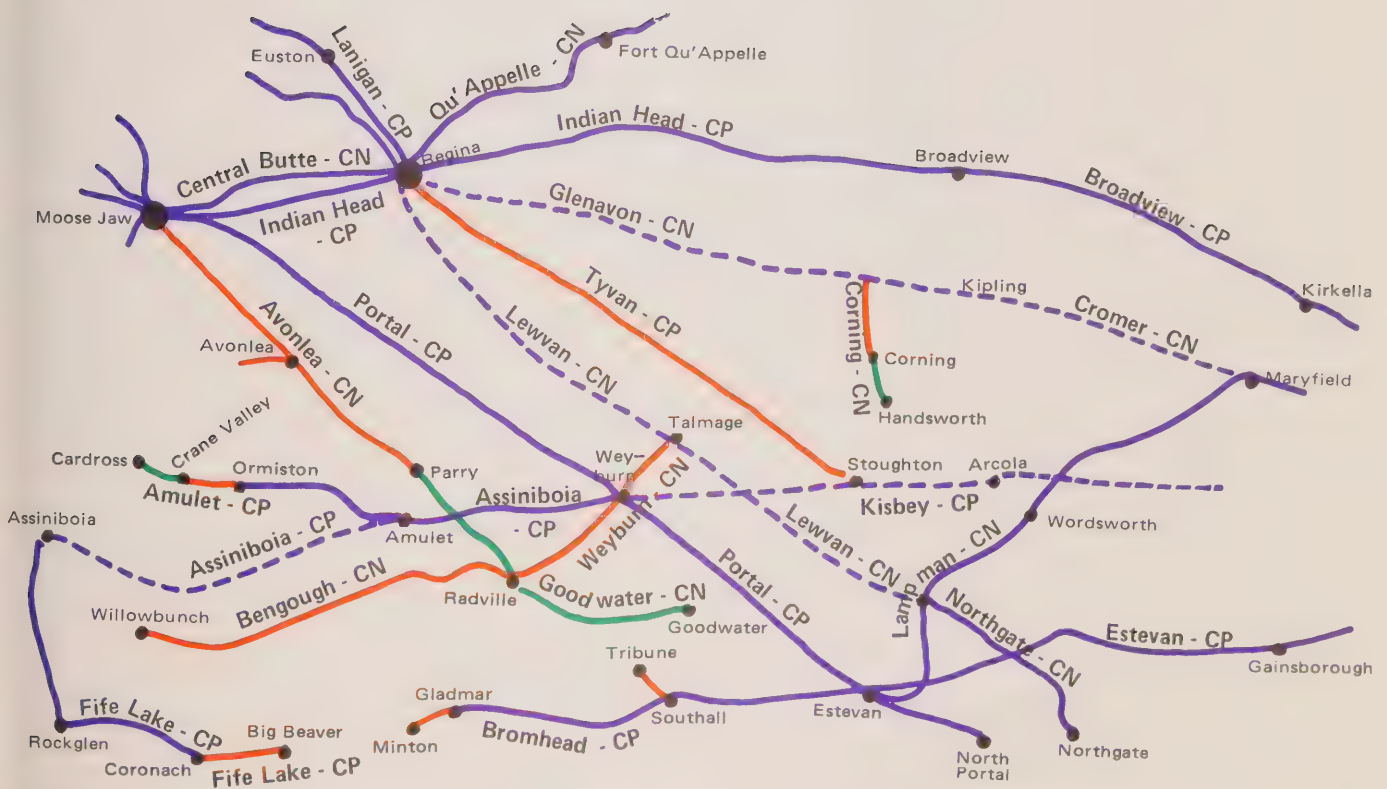 Euston
Lanigan - CP
Qu'Appelle - CN
Fort Qu'Appelle
Indian Head - CP
Regina
Central Butte - CN
Broadview
Broadview - CP
Moose Jaw
Indian Head
- CP
Glenavon - CN
Tyvan - CP
Portal - CP
Lewvan - CN
Kipling
Cromer - CN
Kirkella
Corning - CN
Corning
Handsworth
Maryfield
Avonlea
Avonlea - CN
Talmage
Wey-
burn
Weyburn - CN
Crane Valley
Cardross
Ormiston
Amulet - CP
Parry
Assiniboia
- CP
Stoughton
Arcola
Kisbey - CP
Assiniboia
Assiniboia - CP
Amulet
Lewvan - CN
Wordsworth
Lampman - CN
Portal - CP
Bengough - CN
Radville
Goodwater - CN
Goodwater
Willowbunch
Northgate - CN
Estevan - CP
Gainsborough
Tribune
Gladmar
Southall
Estevan
Minton
Bromhead - CP
Fife Lake - CP
Big Beaver
Rockglen
Coronach
Fife Lake - CP
North
Portal
Northgate